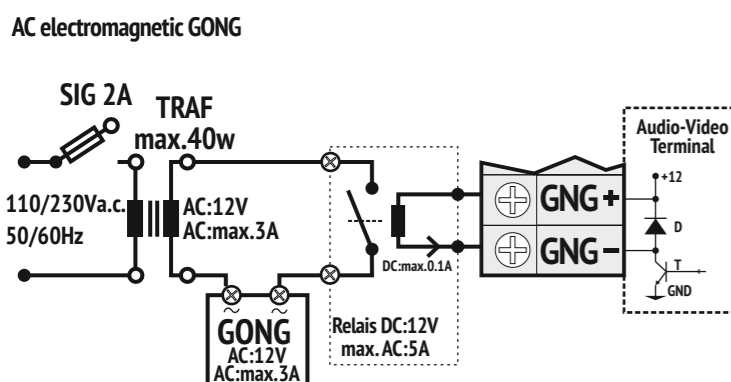 AC electromagnetic GONG
SIG 2A
TRAF
max.40w
110/230Va.c.
50/60Hz
AC:12V
AC:max.3A
GONG
AC:12V
AC:max.3A
DC:max.0.1A
Relais DC:12V
max. AC:5A
GNG +
GNG -
Audio-Video
Terminal
+12
D
T
GND